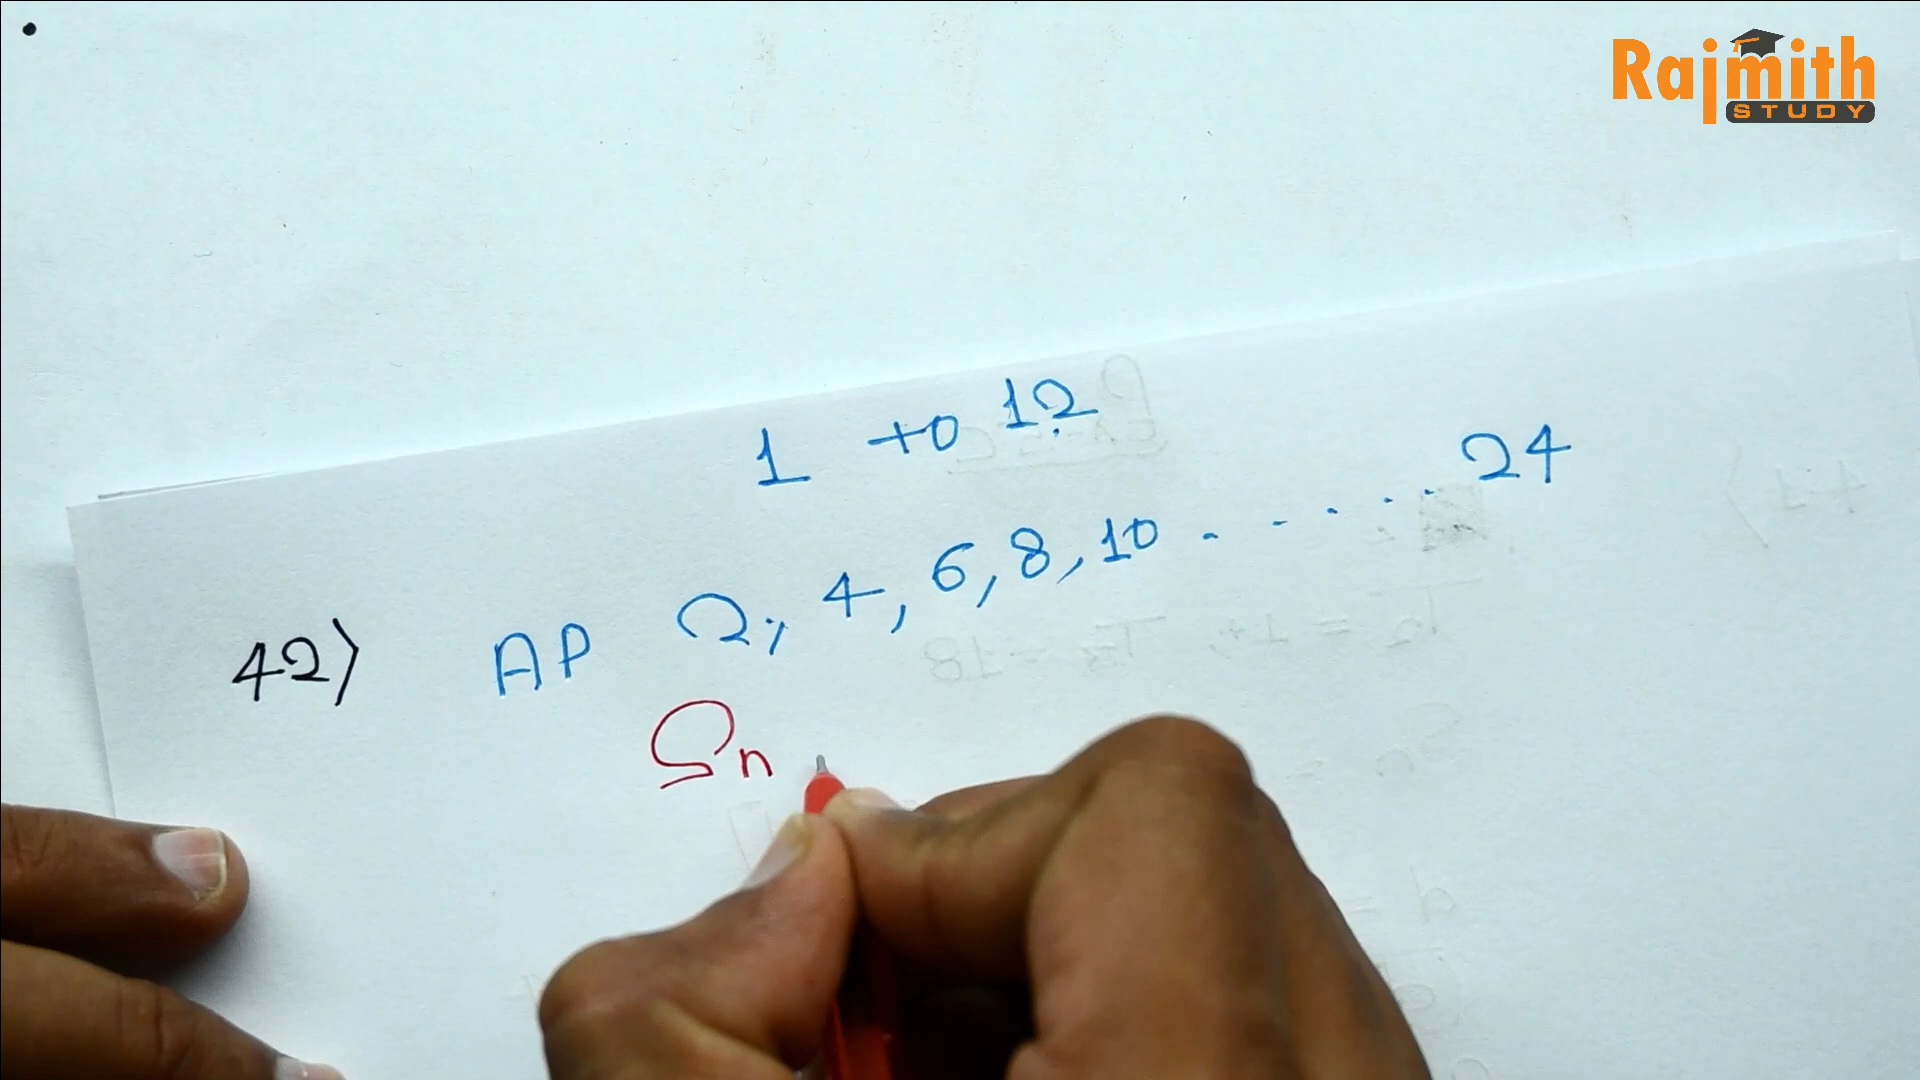 Rajmith
STUDY
1 to 12
42) AP 2, 4, 6, 8, 10 . . . . . . 24
Sn